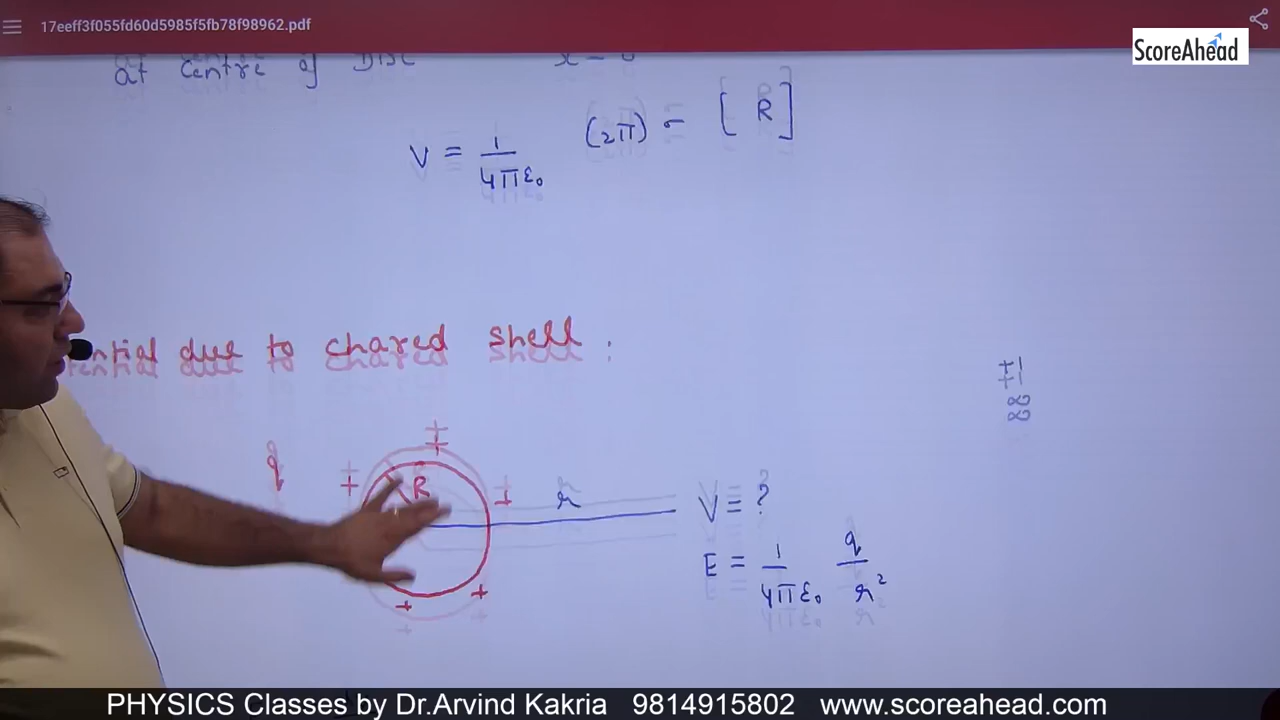 17eeff3f055fd60d5985f5fb78f98962.pdf
ScoreAhead
at Centre of Disc
V = 1/4πε₀ (2π) σ [ R ]
ntial due to chared shell :
q
+ + + + +
R
r
V = ?
E = 1/4πε₀ q/r²
PHYSICS Classes by Dr.Arvind Kakria 9814915802 www.scoreahead.com